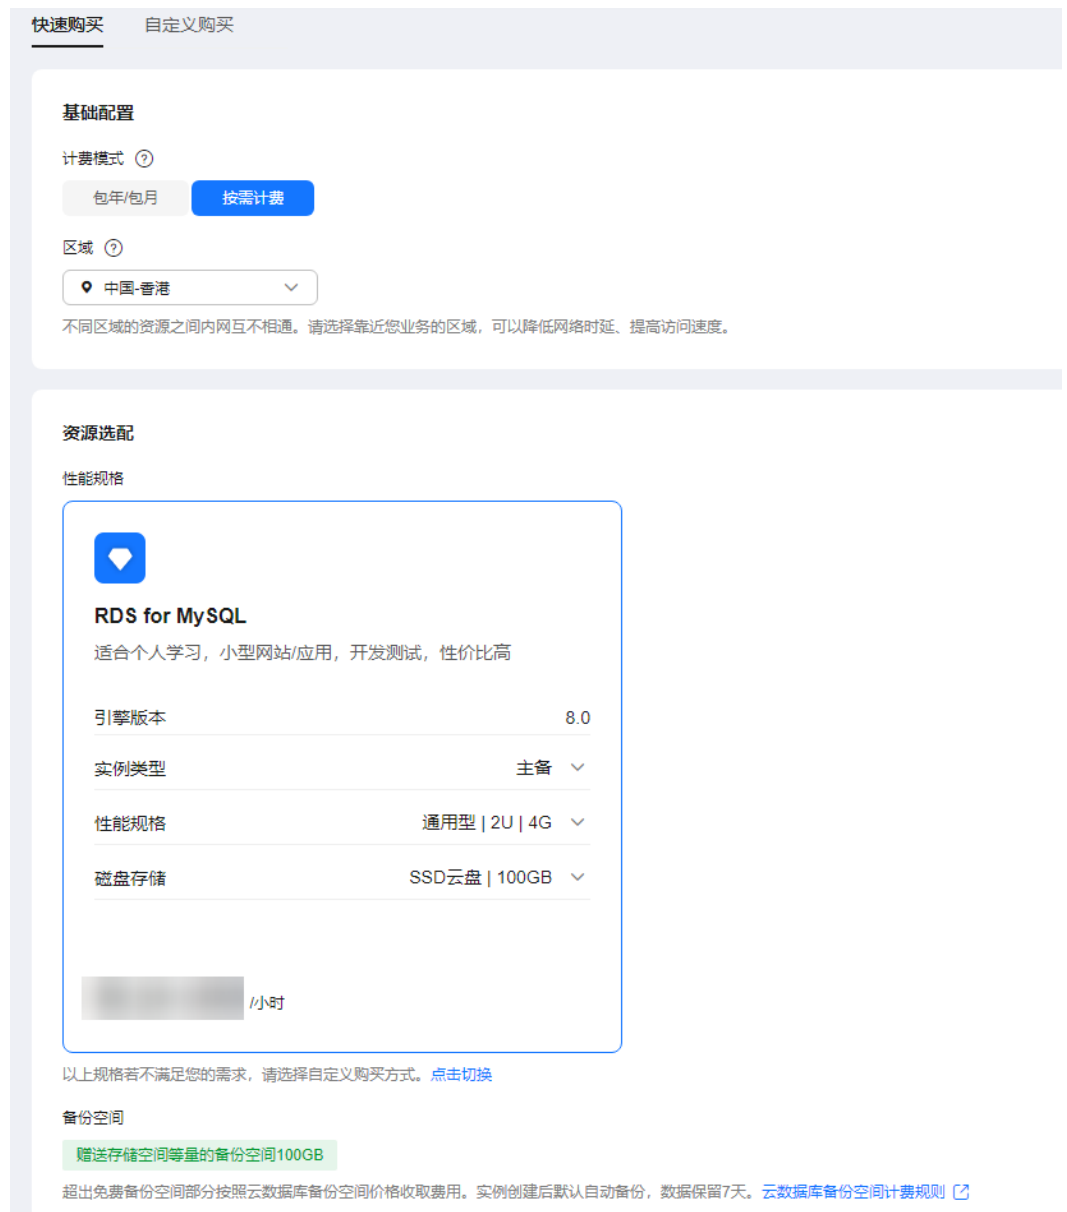 快速购买 自定义购买
基础配置
计费模式
包年/包月 按需计费
区域
中国-香港
不同区域的资源之间内网互不相通。请选择靠近您业务的区域，可以降低网络时延、提高访问速度。
资源选配
性能规格
RDS for MySQL
适合个人学习，小型网站/应用，开发测试，性价比高
引擎版本 8.0
实例类型 主备
性能规格 通用型 | 2U | 4G
磁盘存储 SSD云盘 | 100GB
/小时
以上规格若不满足您的需求，请选择自定义购买方式。点击切换
备份空间
赠送存储空间等量的备份空间100GB
超出免费备份空间部分按照云数据库备份空间价格收取费用。实例创建后默认自动备份，数据保留7天。云数据库备份空间计费规则